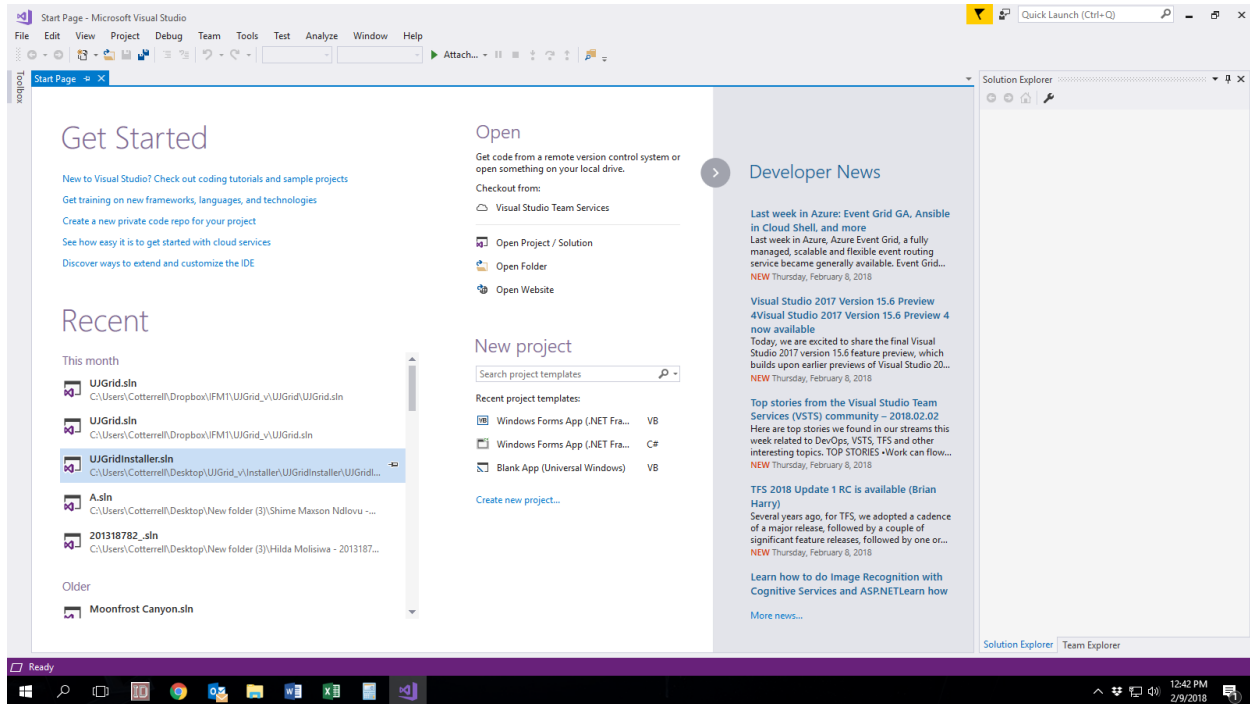 Start Page - Microsoft Visual Studio
Quick Launch (Ctrl+Q)
File Edit View Project Debug Team Tools Test Analyze Window Help
Attach...
Toolbox
Start Page
Get Started
New to Visual Studio? Check out coding tutorials and sample projects
Get training on new frameworks, languages, and technologies
Create a new private code repo for your project
See how easy it is to get started with cloud services
Discover ways to extend and customize the IDE
Recent
This month
UJGrid.sln
C:\Users\Cotterrell\Dropbox\IFM1\UJGrid_v\UJGrid\UJGrid.sln
UJGrid.sln
C:\Users\Cotterrell\Dropbox\IFM1\UJGrid_v\UJGrid.sln
UJGridInstaller.sln
C:\Users\Cotterrell\Desktop\UJGrid_v\Installer\UJGridInstaller\UJGridI...
A.sln
C:\Users\Cotterrell\Desktop\New folder (3)\Shime Maxson Ndlovu -...
201318782_.sln
C:\Users\Cotterrell\Desktop\New folder (3)\Hilda Molisiwa - 2013187...
Older
Moonfrost Canyon.sln
Open
Get code from a remote version control system or
open something on your local drive.
Checkout from:
Visual Studio Team Services
Open Project / Solution
Open Folder
Open Website
New project
Search project templates
Recent project templates:
Windows Forms App (.NET Fra... VB
Windows Forms App (.NET Fra... C#
Blank App (Universal Windows) VB
Create new project...
Developer News
Last week in Azure: Event Grid GA, Ansible
in Cloud Shell, and more
Last week in Azure, Azure Event Grid, a fully
managed, scalable and flexible event routing
service became generally available. Event Grid...
NEW Thursday, February 8, 2018
Visual Studio 2017 Version 15.6 Preview
4Visual Studio 2017 Version 15.6 Preview 4
now available
Today, we are excited to share the final Visual
Studio 2017 version 15.6 feature preview, which
builds upon earlier previews of Visual Studio 20...
NEW Thursday, February 8, 2018
Top stories from the Visual Studio Team
Services (VSTS) community – 2018.02.02
Here are top stories we found in our streams this
week related to DevOps, VSTS, TFS and other
interesting topics. TOP STORIES •Work can flow...
NEW Thursday, February 8, 2018
TFS 2018 Update 1 RC is available (Brian
Harry)
Several years ago, for TFS, we adopted a cadence
of a major release, followed by a couple of
significant feature releases, followed by one or...
NEW Thursday, February 8, 2018
Learn how to do Image Recognition with
Cognitive Services and ASP.NETLearn how
More news...
Solution Explorer
Solution Explorer Team Explorer
Ready
12:42 PM
2/9/2018